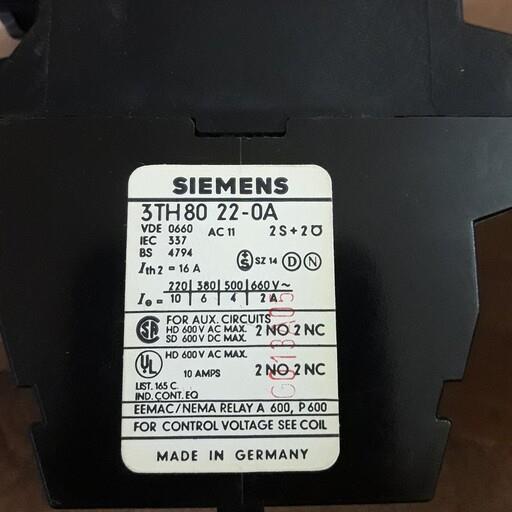 SIEMENS
3TH80 22-0A
VDE 0660 AC 11 2 S + 2 Ö
IEC 337
BS 4794
Ith2 = 16 A SZ 14 D N
220 380 500 660 V~
Ie = 10 6 4 2 A
FOR AUX. CIRCUITS
HD 600 V AC MAX. 2 NO 2 NC
SD 600 V DC MAX.
HD 600 V AC MAX.
10 AMPS 2 NO 2 NC
LIST. 165 C
IND. CONT. EQ
EEMAC/NEMA RELAY A 600, P 600
FOR CONTROL VOLTAGE SEE COIL
MADE IN GERMANY